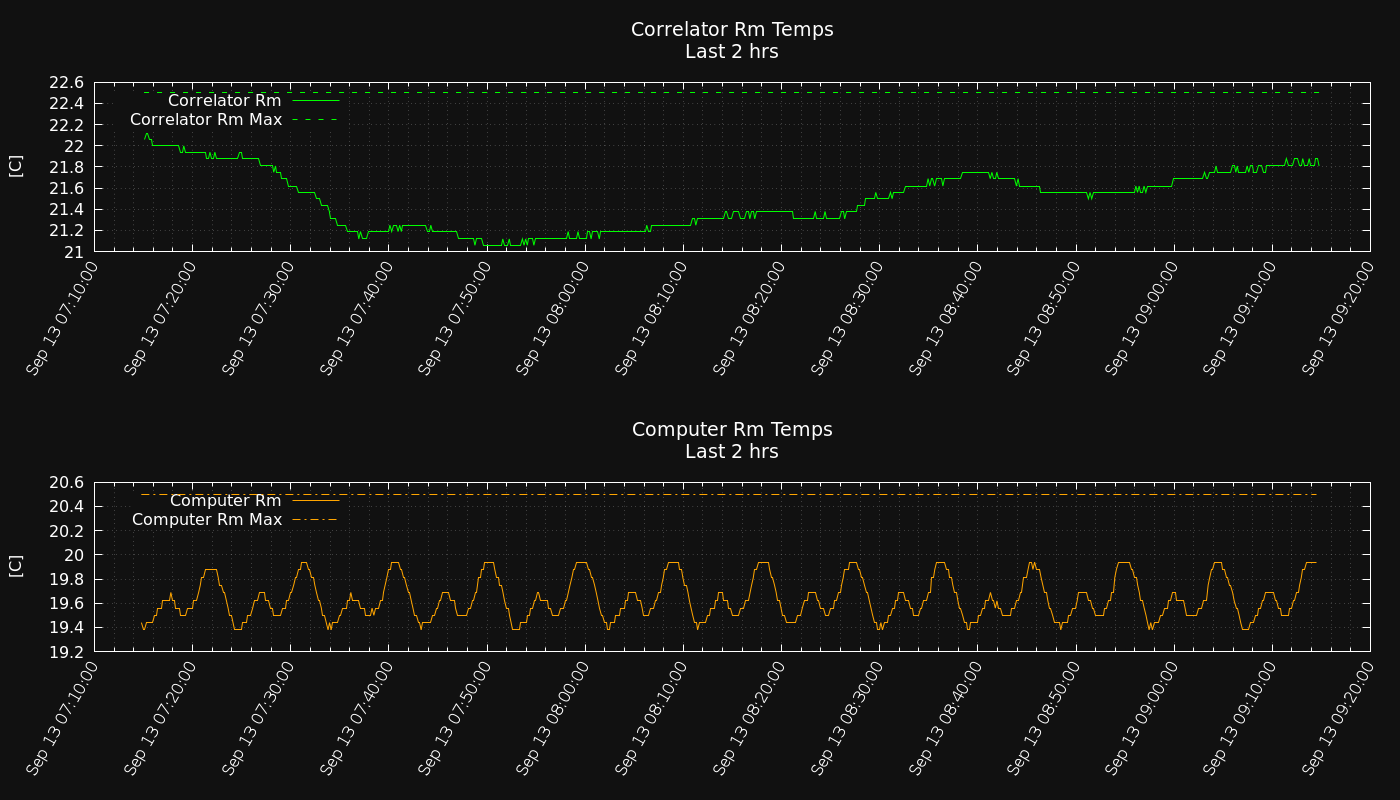 Correlator Rm Temps
Last 2 hrs
22.6
22.4
22.2
22
21.8
21.6
21.4
21.2
21
[C]
Correlator Rm
Correlator Rm Max
Sep 13 07:10:00
Sep 13 07:20:00
Sep 13 07:30:00
Sep 13 07:40:00
Sep 13 07:50:00
Sep 13 08:00:00
Sep 13 08:10:00
Sep 13 08:20:00
Sep 13 08:30:00
Sep 13 08:40:00
Sep 13 08:50:00
Sep 13 09:00:00
Sep 13 09:10:00
Sep 13 09:20:00
Computer Rm Temps
Last 2 hrs
20.6
20.4
20.2
20
19.8
19.6
19.4
19.2
[C]
Computer Rm
Computer Rm Max
Sep 13 07:10:00
Sep 13 07:20:00
Sep 13 07:30:00
Sep 13 07:40:00
Sep 13 07:50:00
Sep 13 08:00:00
Sep 13 08:10:00
Sep 13 08:20:00
Sep 13 08:30:00
Sep 13 08:40:00
Sep 13 08:50:00
Sep 13 09:00:00
Sep 13 09:10:00
Sep 13 09:20:00